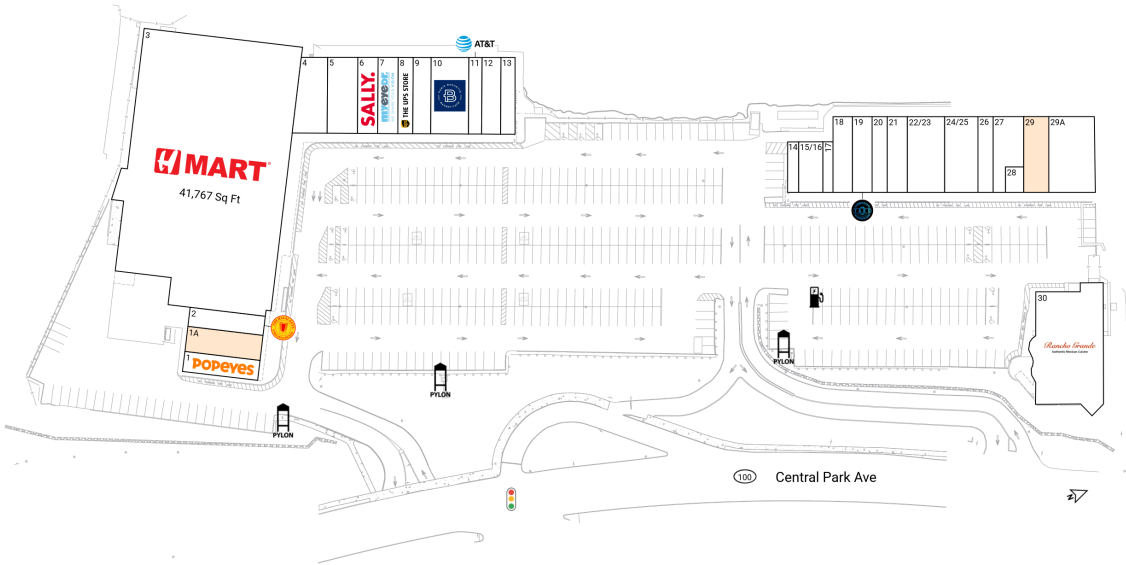 3
H MART
41,767 Sq Ft
4
5
6
7
8
9
10
11
12
13
AT&T
SALLY.
myeyedr.
THE UPS STORE
B
14
15/16
17
18
19
20
21
22/23
24/25
26
27
28
29
29A
2
1A
1
POPEYES
30
Rancho Grande
Authentic Mexican Cuisine
PYLON
PYLON
PYLON
100
Central Park Ave
N